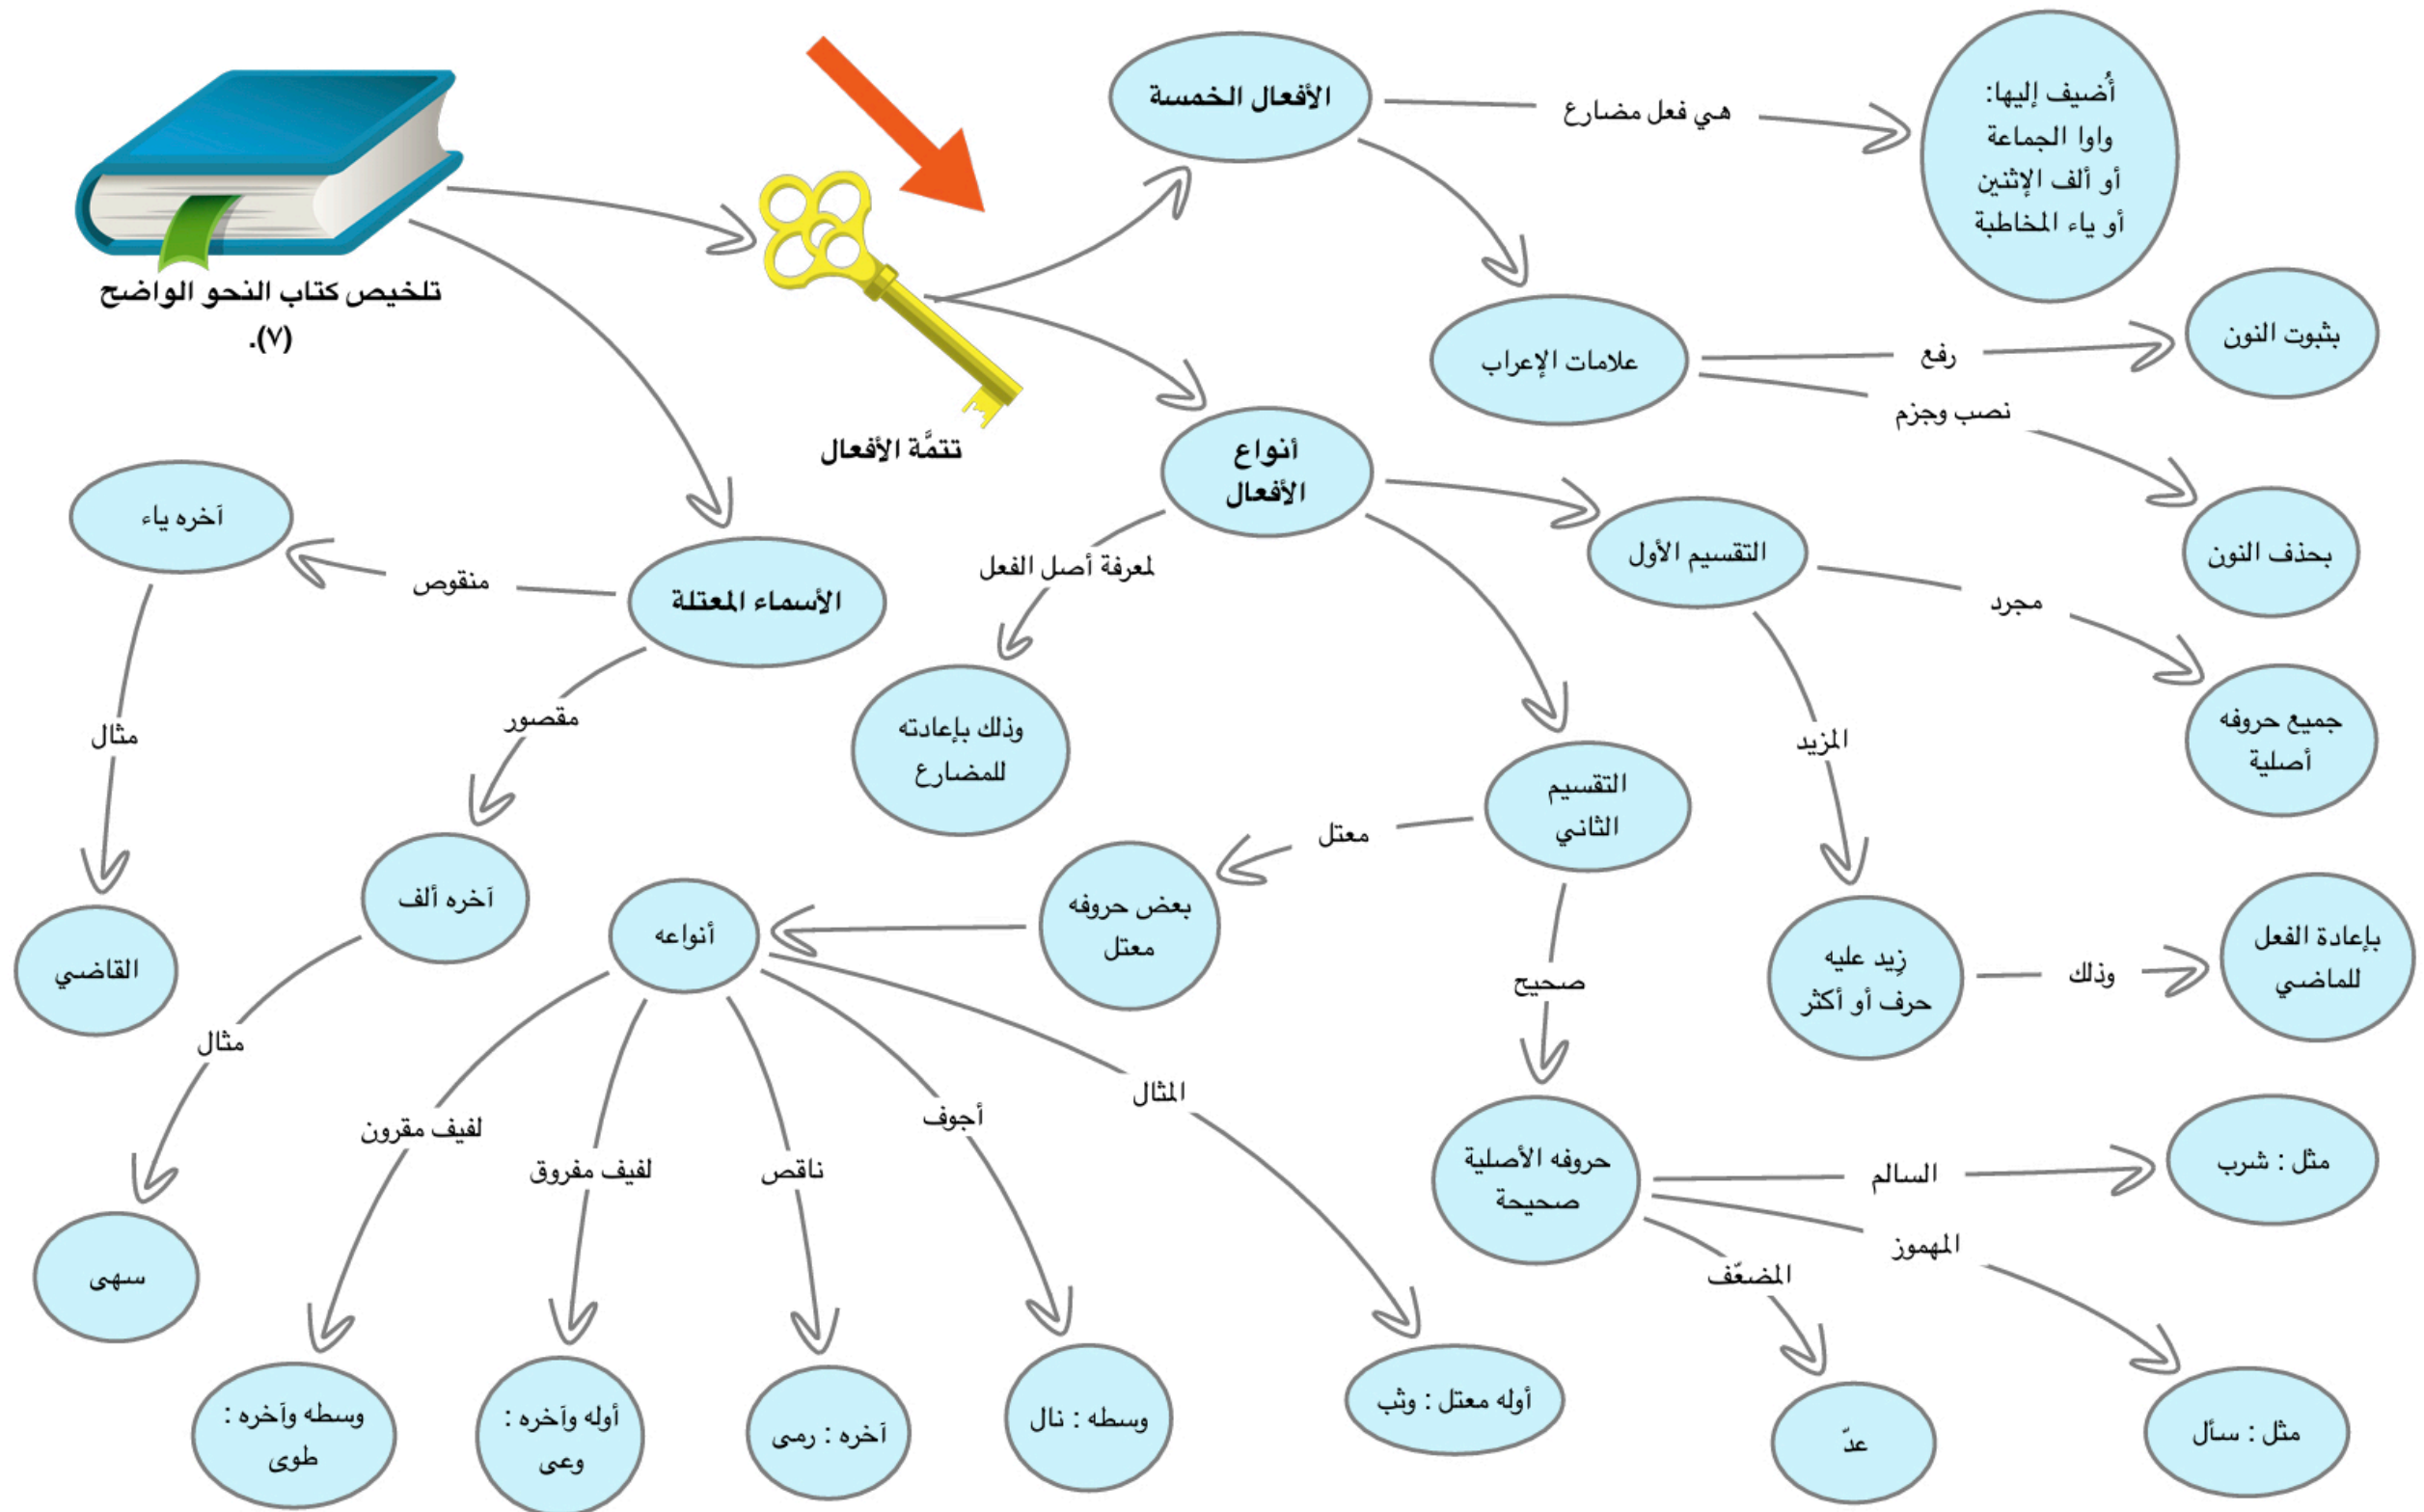 تلخيص كتاب النحو الواضح
(٧).
تتمَّة الأفعال
الأفعال الخمسة
هي فعل مضارع
أُضيف إليها:
واوا الجماعة
أو ألف الإثنين
أو ياء المخاطبة
علامات الإعراب
رفع
بثبوت النون
نصب وجزم
بحذف النون
أنواع
الأفعال
لمعرفة أصل الفعل
وذلك بإعادته
للمضارع
التقسيم الأول
مجرد
جميع حروفه
أصلية
المزيد
زِيد عليه
حرف أو أكثر
وذلك
بإعادة الفعل
للماضي
التقسيم
الثاني
معتل
بعض حروفه
معتل
أنواعه
المثال
أوله معتل : وثب
أجوف
وسطه : نال
ناقص
آخره : رمى
لفيف مفروق
أوله وآخره :
وعى
لفيف مقرون
وسطه وآخره :
طوى
صحيح
حروفه الأصلية
صحيحة
السالم
مثل : شرب
المهموز
مثل : سأل
المضعّف
عدّ
الأسماء المعتلة
منقوص
آخره ياء
مثال
القاضي
مقصور
آخره ألف
مثال
سهى